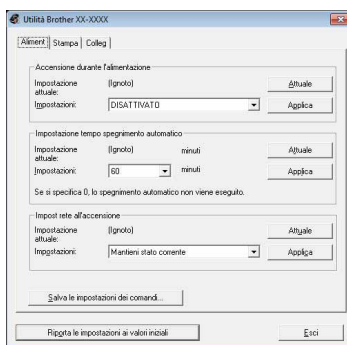 Utilità Brother XX-XXXX
Aliment Stampa Colleg
Accensione durante l'alimentazione
Impostazione attuale: (Ignoto) Attuale
Impostazioni: DISATTIVATO Applica
Impostazione tempo spegnimento automatico
Impostazione attuale: (Ignoto) minuti Attuale
Impostazioni: 60 minuti Applica
Se si specifica 0, lo spegnimento automatico non viene eseguito.
Impost rete all'accensione
Impostazione attuale: (Ignoto) Attuale
Impostazioni: Mantieni stato corrente Applica
Salva le impostazioni dei comandi...
Riporta le impostazioni ai valori iniziali Esci